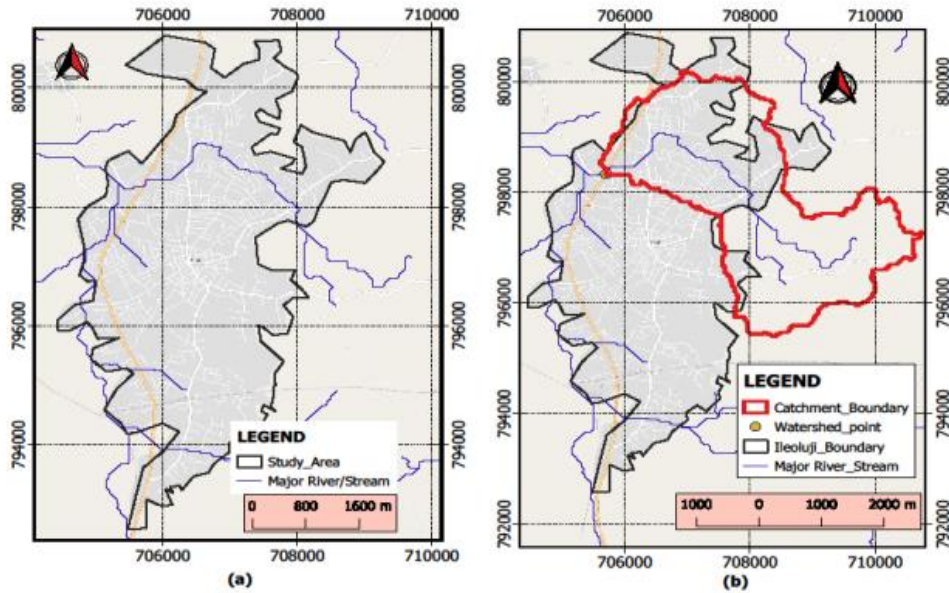 706000 708000 710000
800000
798000
796000
794000
LEGEND
Study_Area
Major River/Stream
0 800 1600 m
706000 708000 710000
(a)
706000 708000 710000
800000
798000
796000
794000
792000
LEGEND
Catchment_Boundary
Watershed_point
Ileoluji_Boundary
Major River_Stream
1000 0 1000 2000 m
706000 708000 710000
(b)